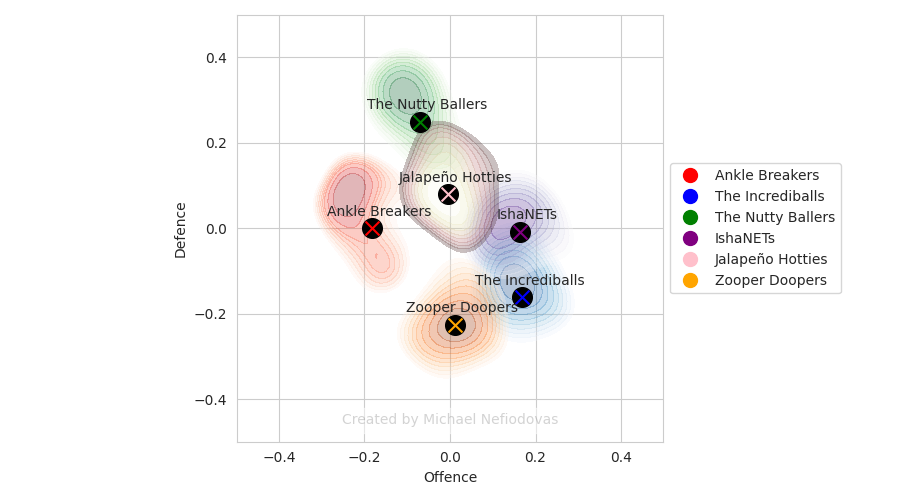 0.4
The Nutty Ballers
0.2
Jalapeño Hotties
Ankle Breakers
IshaNETs
0.0
The Incrediballs
Zooper Doopers
−0.2
−0.4
Created by Michael Nefiodovas
−0.4 −0.2 0.0 0.2 0.4
Offence
Defence
Ankle Breakers
The Incrediballs
The Nutty Ballers
IshaNETs
Jalapeño Hotties
Zooper Doopers